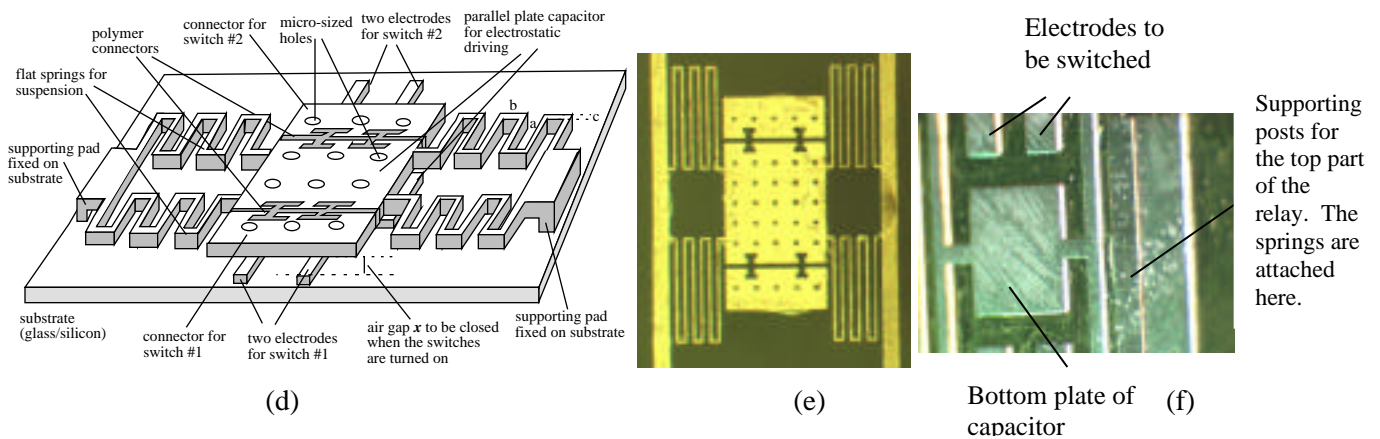 connector for
switch #2
micro-sized
holes
two electrodes
for switch #2
parallel plate capacitor
for electrostatic
driving
polymer
connectors
flat springs for
suspension
b
a
c
supporting pad
fixed on
substrate
substrate
(glass/silicon)
connector for
switch #1
two electrodes
for switch #1
air gap x to be closed
when the switches
are turned on
supporting pad
fixed on substrate
(d)
(e)
Electrodes to
be switched
Supporting
posts for
the top part
of the
relay. The
springs are
attached
here.
Bottom plate of
capacitor
(f)